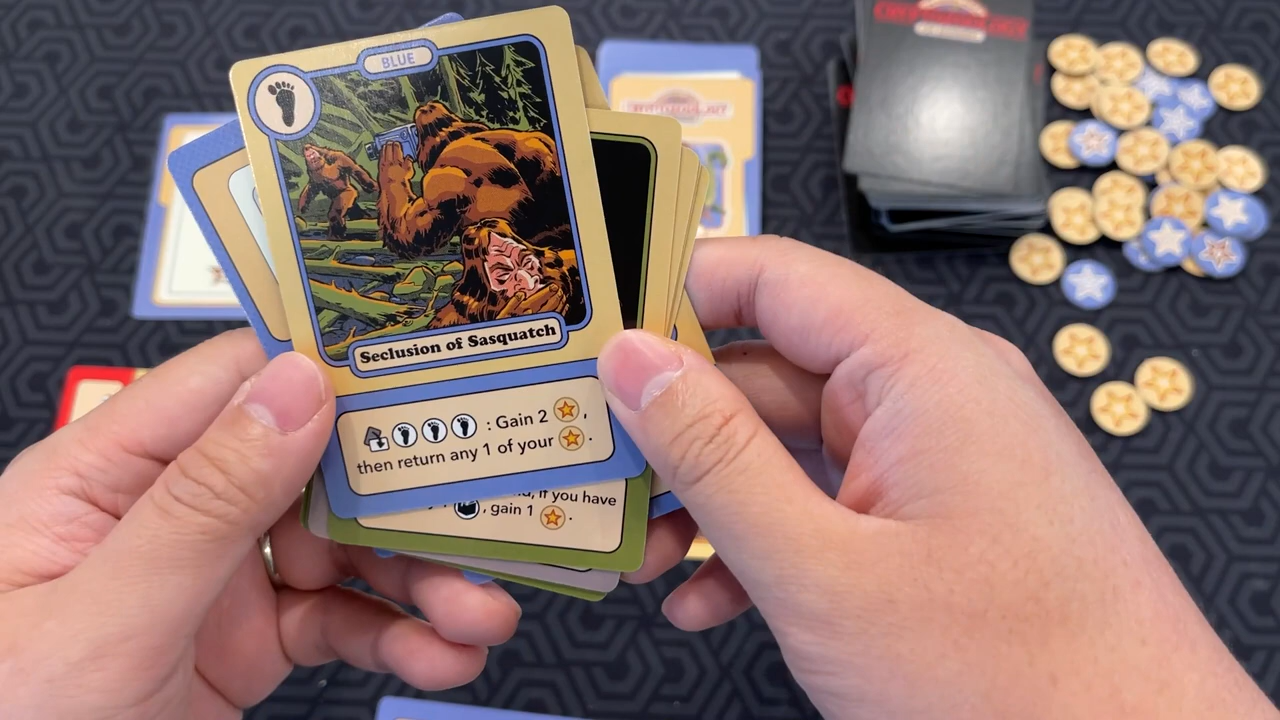 BLUE
Seclusion of Sasquatch
: Gain 2 ,
then return any 1 of your .
, if you have
, gain 1 .